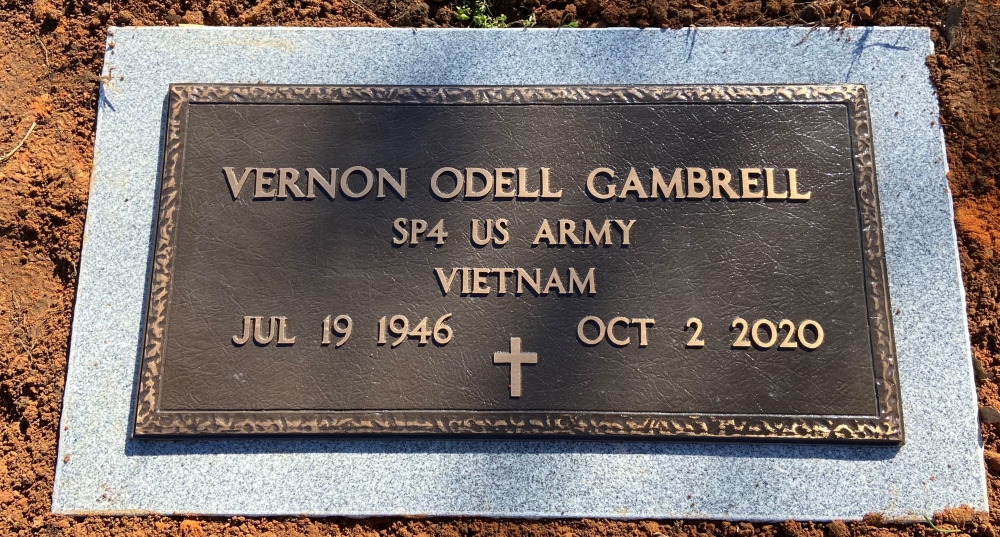 VERNON ODELL GAMBRELL
SP4 US ARMY
VIETNAM
JUL 19 1946 OCT 2 2020